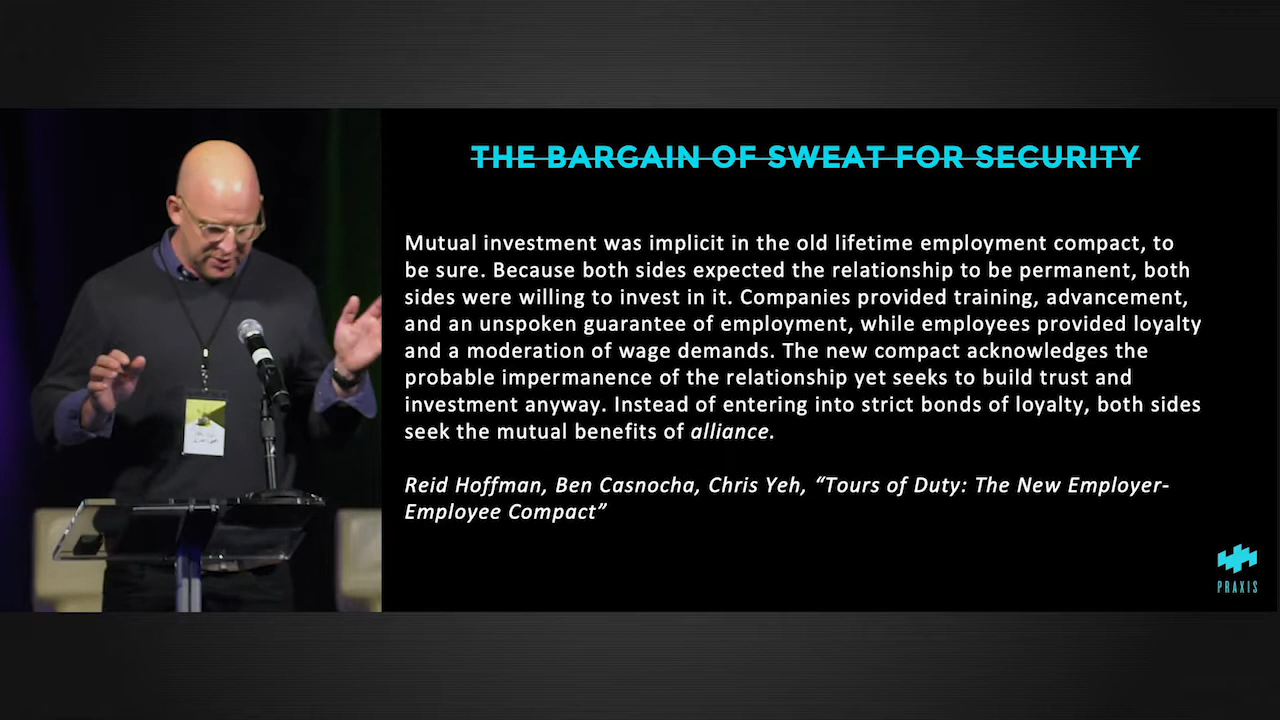 THE BARGAIN OF SWEAT FOR SECURITY
Mutual investment was implicit in the old lifetime employment compact, to
be sure. Because both sides expected the relationship to be permanent, both
sides were willing to invest in it. Companies provided training, advancement,
and an unspoken guarantee of employment, while employees provided loyalty
and a moderation of wage demands. The new compact acknowledges the
probable impermanence of the relationship yet seeks to build trust and
investment anyway. Instead of entering into strict bonds of loyalty, both sides
seek the mutual benefits of alliance.
Reid Hoffman, Ben Casnocha, Chris Yeh, “Tours of Duty: The New Employer-
Employee Compact”
PRAXIS